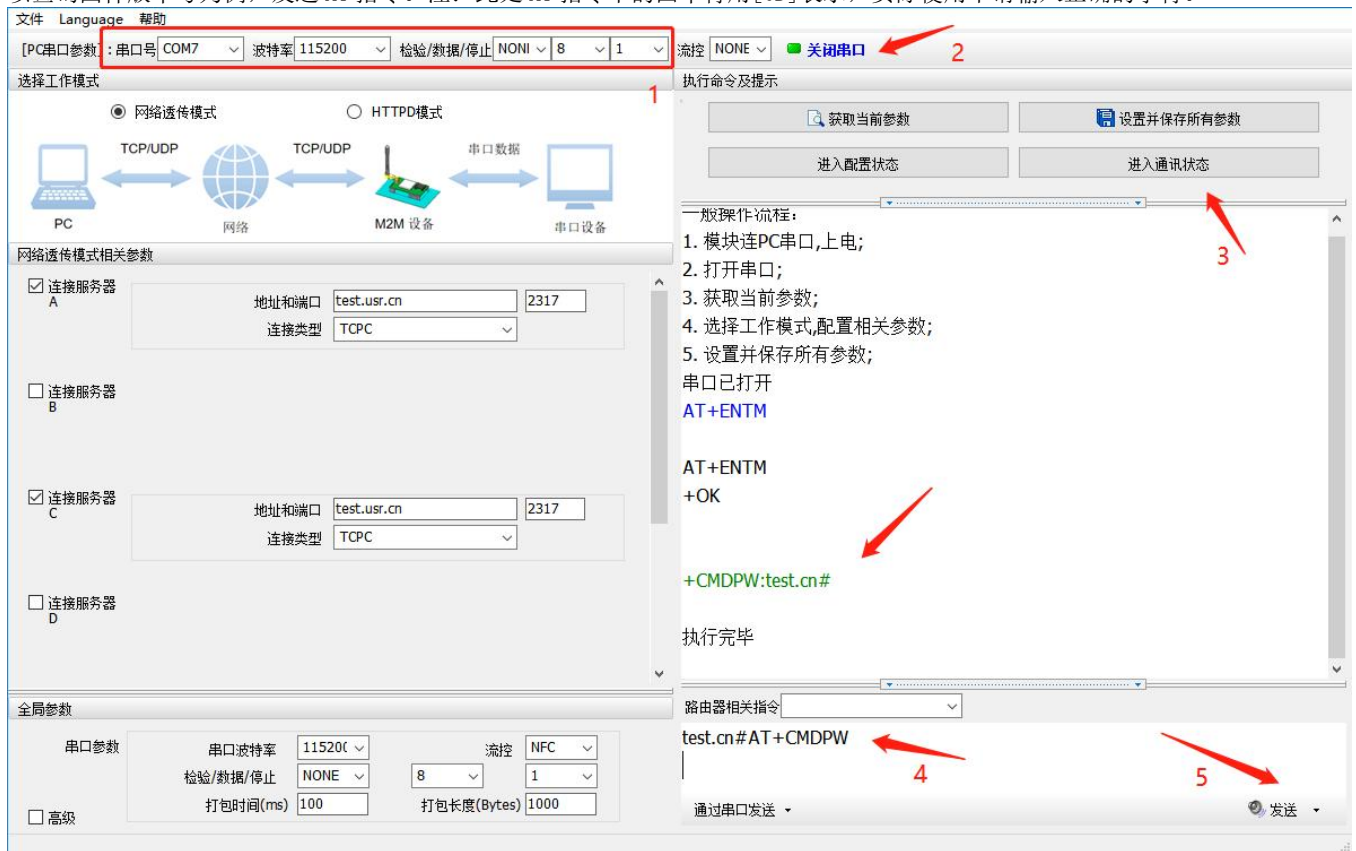 文件 Language 帮助
[PC串口参数]:串口号 COM7 波特率 115200 检验/数据/停止 NONI 8 1 流控 NONE 关闭串口
2
选择工作模式
1
网络透传模式 HTTPD模式
TCP/UDP TCP/UDP 串口数据
PC 网络 M2M 设备 串口设备
网络透传模式相关参数
连接服务器
A
地址和端口 test.usr.cn 2317
连接类型 TCPC
连接服务器
B
连接服务器
C
地址和端口 test.usr.cn 2317
连接类型 TCPC
连接服务器
D
全局参数
串口参数 串口波特率 11520( 流控 NFC
检验/数据/停止 NONE 8 1
打包时间(ms) 100 打包长度(Bytes) 1000
高级
执行命令及提示
获取当前参数 设置并保存所有参数
进入配置状态 进入通讯状态
3
一般操作流程:
1. 模块连PC串口,上电;
2. 打开串口;
3. 获取当前参数;
4. 选择工作模式,配置相关参数;
5. 设置并保存所有参数;
串口已打开
AT+ENTM
AT+ENTM
+OK
+CMDPW:test.cn#
执行完毕
路由器相关指令
test.cn#AT+CMDPW
4
5
通过串口发送 发送